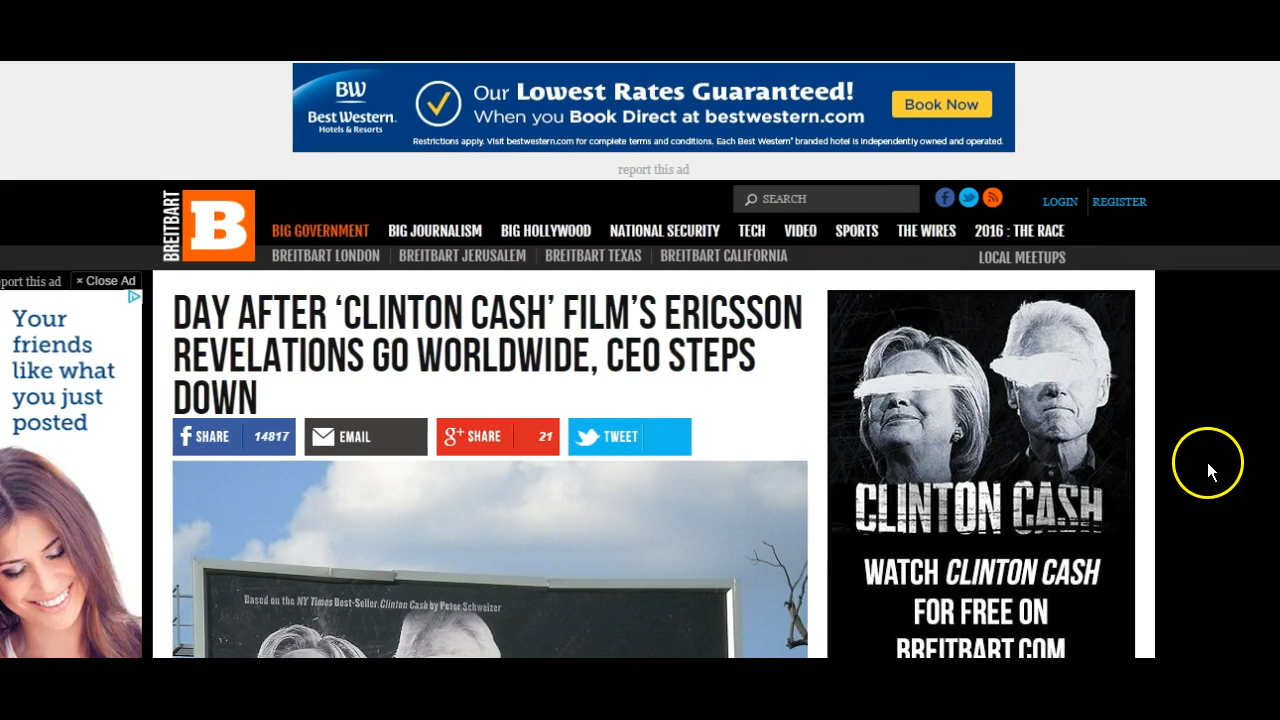 BW
Best Western.
Hotels & Resorts
Our Lowest Rates Guaranteed!
When you Book Direct at bestwestern.com
Book Now
Restrictions apply. Visit bestwestern.com for complete terms and conditions. Each Best Western® branded hotel is independently owned and operated.
report this ad
BREITBART
B
SEARCH
f
LOGIN
REGISTER
BIG GOVERNMENT
BIG JOURNALISM
BIG HOLLYWOOD
NATIONAL SECURITY
TECH
VIDEO
SPORTS
THE WIRES
2016 : THE RACE
BREITBART LONDON
BREITBART JERUSALEM
BREITBART TEXAS
BREITBART CALIFORNIA
LOCAL MEETUPS
port this ad
× Close Ad
Your
friends
like what
you just
posted
DAY AFTER ‘CLINTON CASH’ FILM’S ERICSSON
REVELATIONS GO WORLDWIDE, CEO STEPS
DOWN
f SHARE 14817
EMAIL
g+ SHARE 21
TWEET
Based on the NY Times Best-Seller, Clinton Cash by Peter Schweizer
CLINTON CASH
WATCH CLINTON CASH
FOR FREE ON
BREITBART.COM